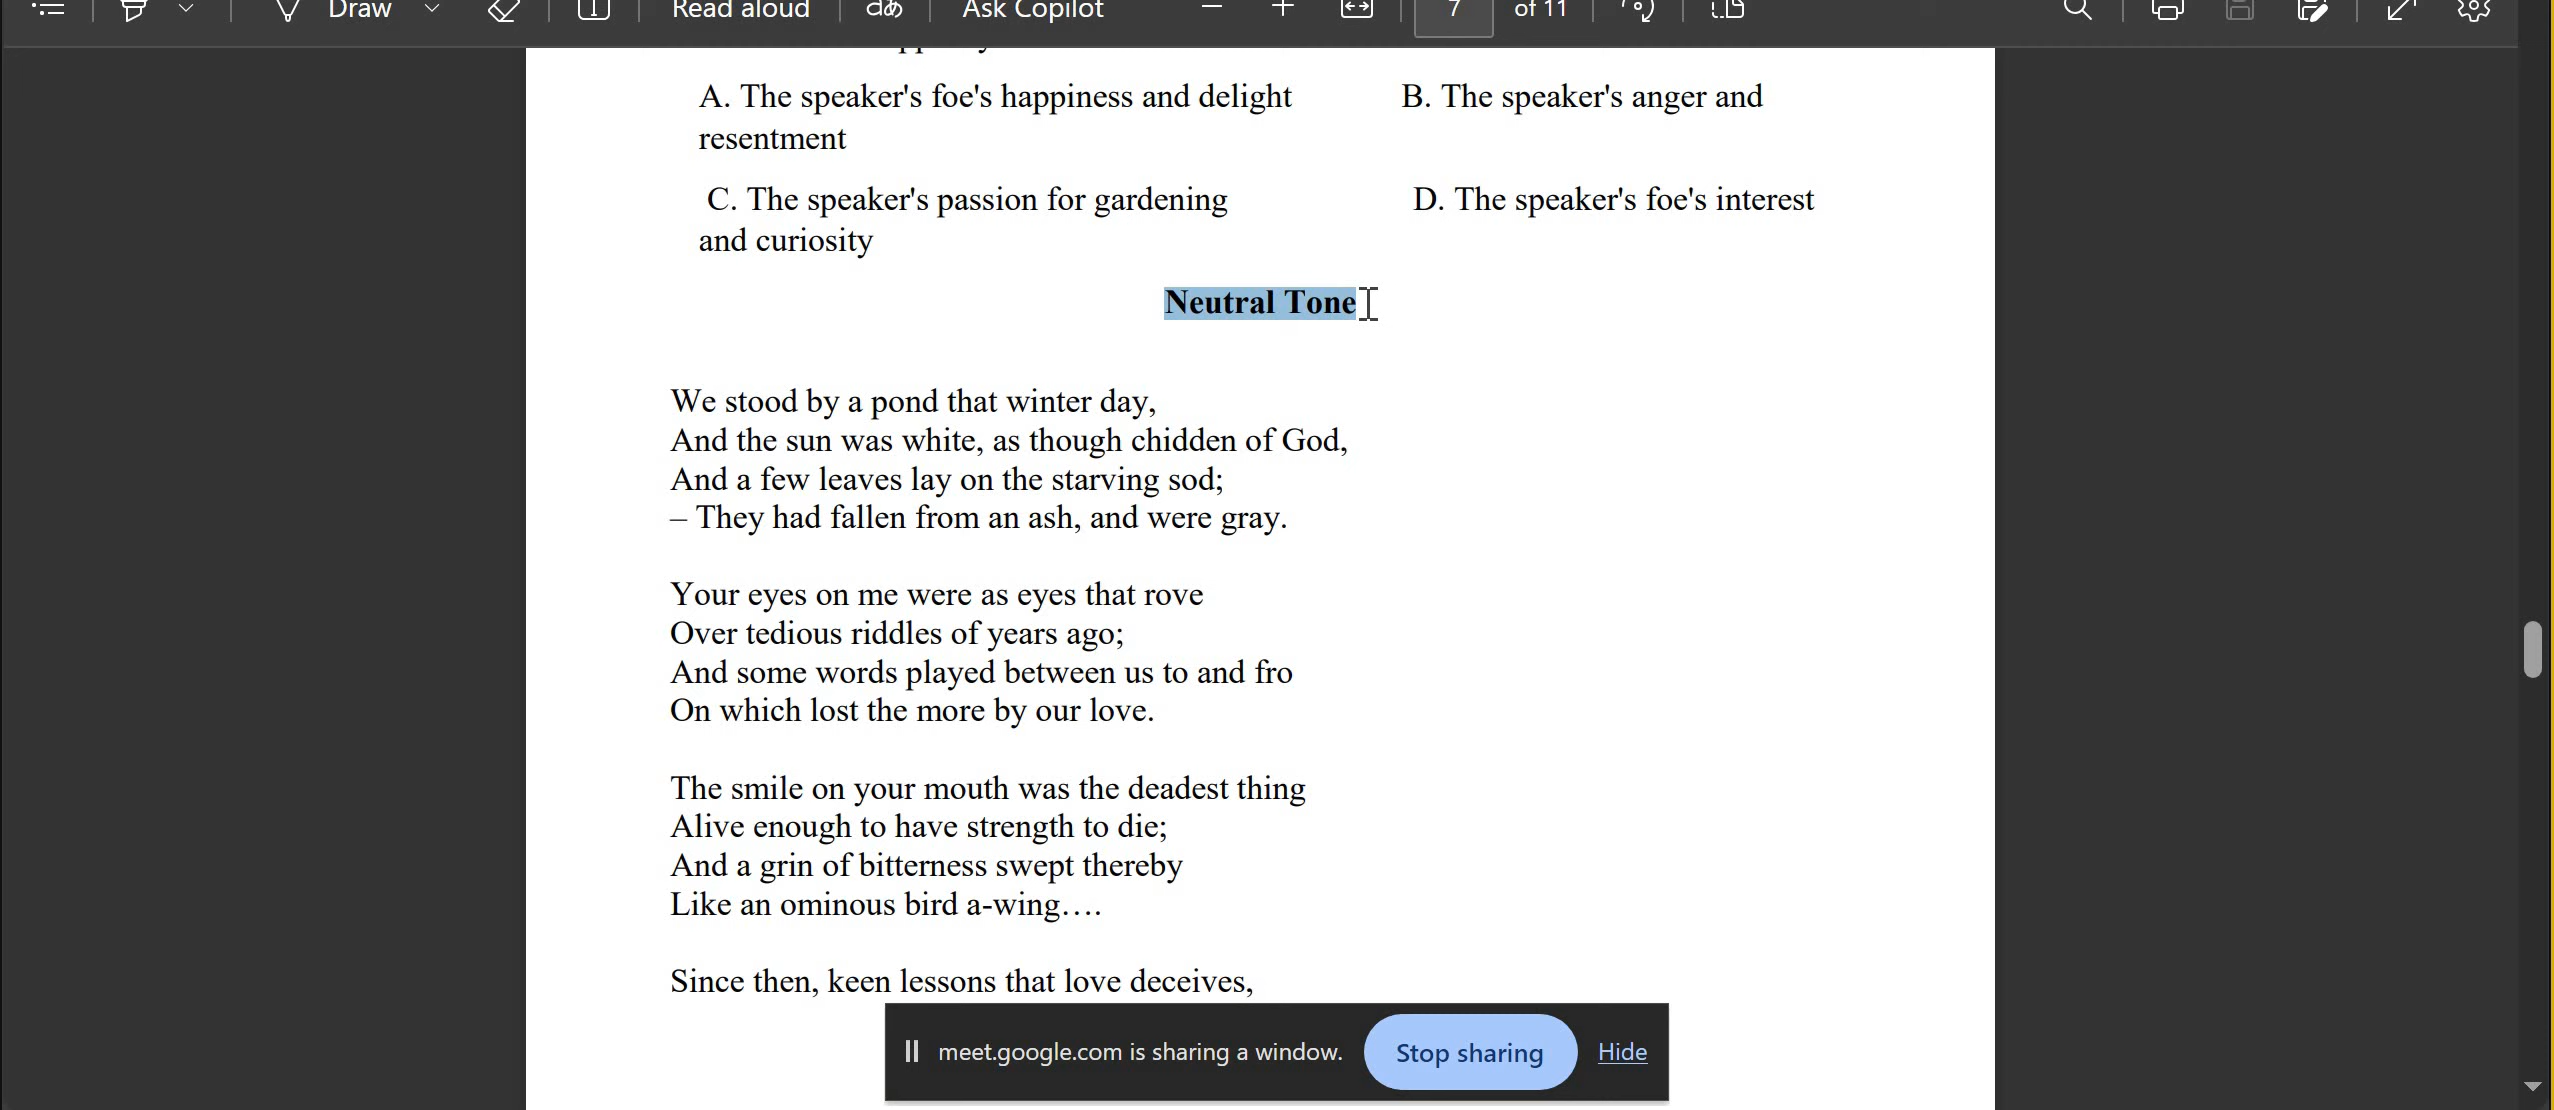 Draw
Read aloud
aあ
Ask Copilot
7 of 11
A. The speaker's foe's happiness and delight B. The speaker's anger and
resentment
C. The speaker's passion for gardening D. The speaker's foe's interest
and curiosity
Neutral Tone
We stood by a pond that winter day,
And the sun was white, as though chidden of God,
And a few leaves lay on the starving sod;
– They had fallen from an ash, and were gray.
Your eyes on me were as eyes that rove
Over tedious riddles of years ago;
And some words played between us to and fro
On which lost the more by our love.
The smile on your mouth was the deadest thing
Alive enough to have strength to die;
And a grin of bitterness swept thereby
Like an ominous bird a-wing….
Since then, keen lessons that love deceives,
meet.google.com is sharing a window. Stop sharing Hide